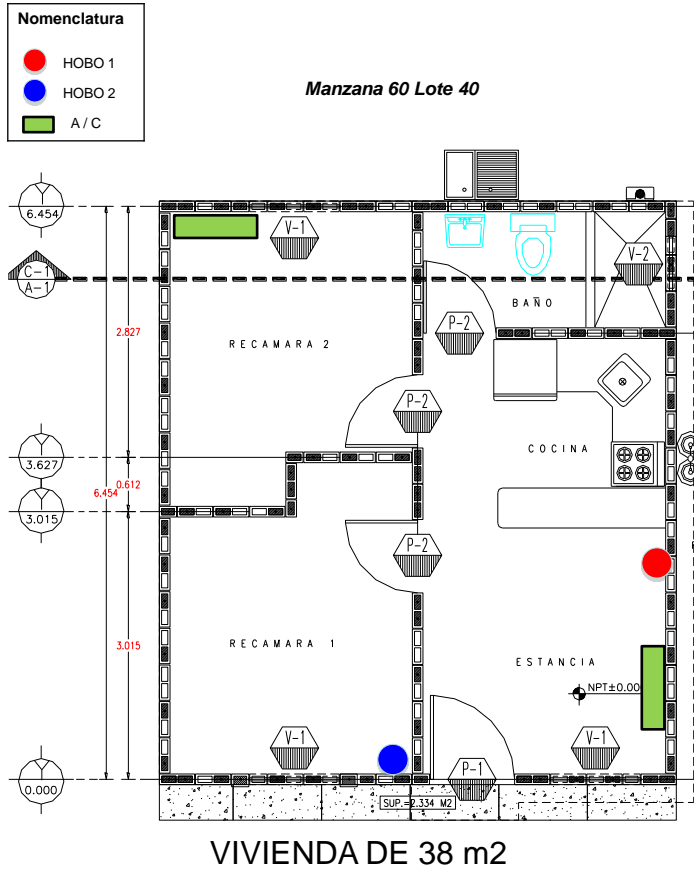 Nomenclatura
HOBO 1
HOBO 2
A / C
Manzana 60 Lote 40
6.454
V-1
V-2
C-1
A-1
BAÑO
P-2
2.827
RECAMARA 2
P-2
COCINA
3.627
0.612
6.454
3.015
P-2
3.015
RECAMARA 1
ESTANCIA
NPT±0.00
V-1
V-1
P-1
0.000
SUP.=2.334 M2
VIVIENDA DE 38 m2